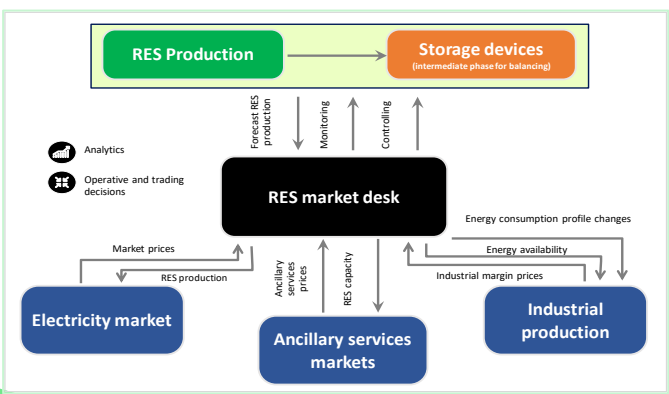 RES Production
Storage devices
(intermediate phase for balancing)
Forecast RES
production
Monitoring
Controlling
Analytics
Operative and trading
decisions
RES market desk
Energy consumption profile changes
Market prices
Energy availability
RES production
Ancillary
services
prices
RES capacity
Industrial margin prices
Electricity market
Ancillary services
markets
Industrial
production